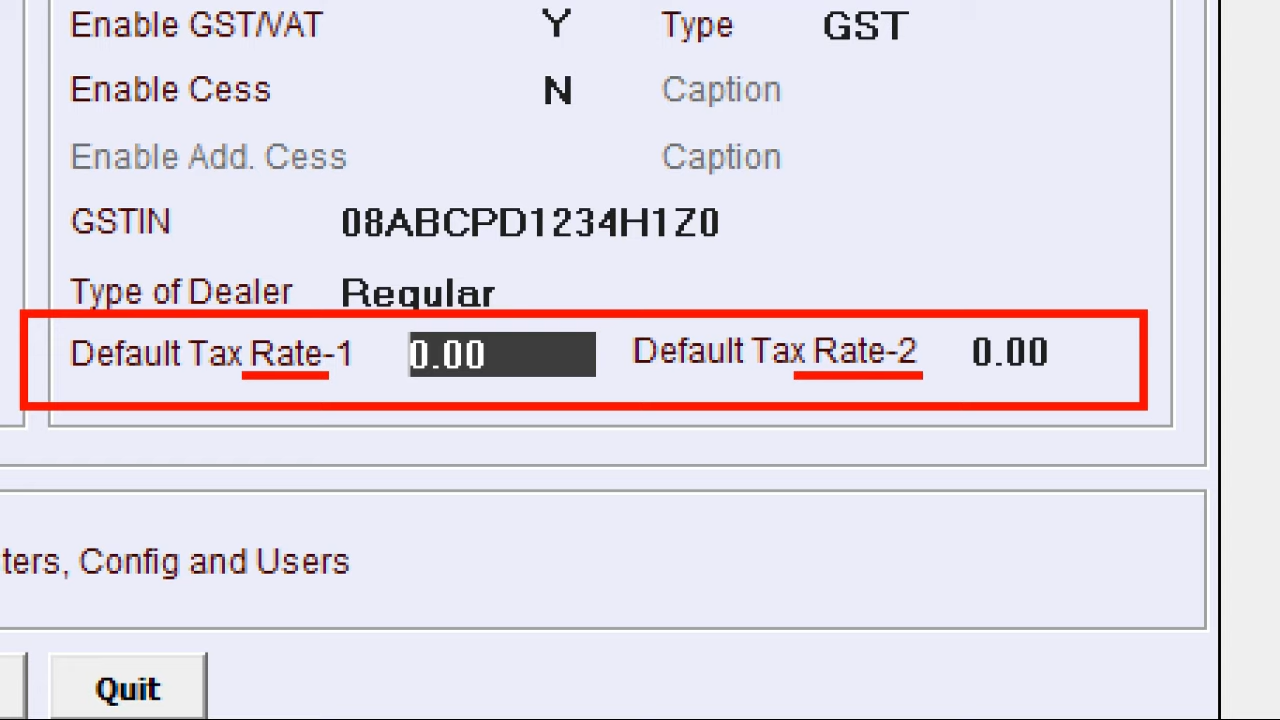 Enable GST/VAT Y Type GST
Enable Cess N Caption
Enable Add. Cess Caption
GSTIN 08ABCPD1234H1Z0
Type of Dealer Regular
Default Tax Rate-1 0.00 Default Tax Rate-2 0.00
ters, Config and Users
Quit